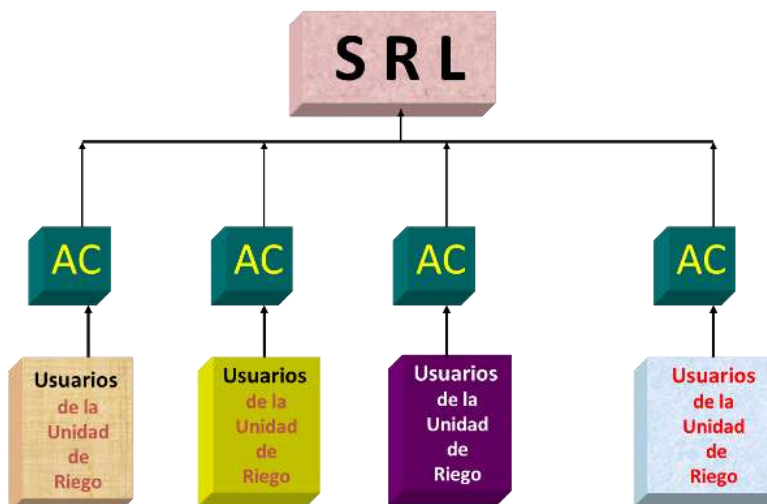 S R L
AC
AC
AC
AC
Usuarios
de la
Unidad
de
Riego
Usuarios
de la
Unidad
de
Riego
Usuarios
de la
Unidad
de
Riego
Usuarios
de la
Unidad
de
Riego